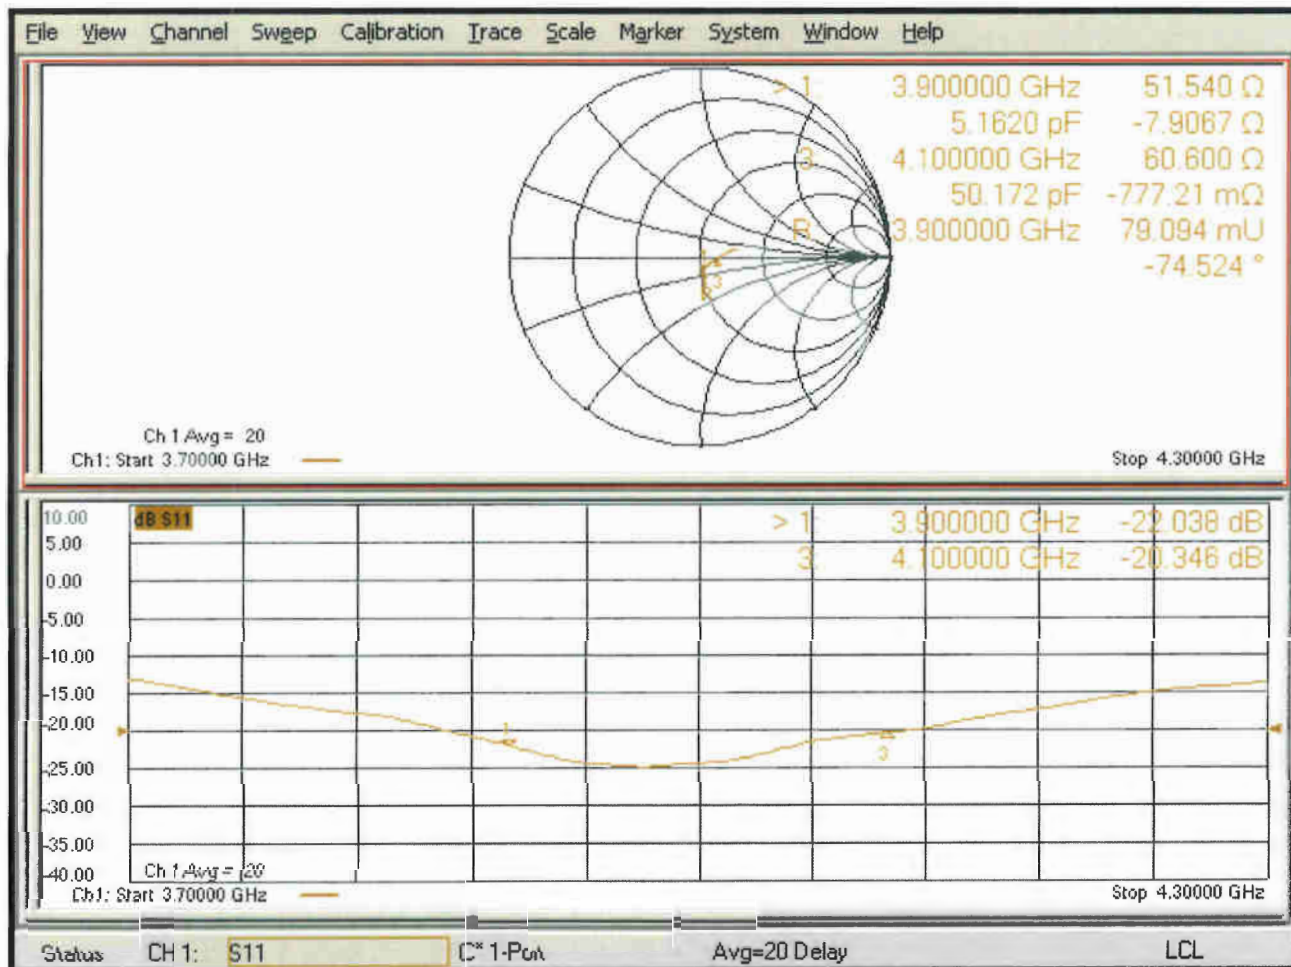 File View Channel Sweep Calibration Trace Scale Marker System Window Help
> 1: 3.900000 GHz 51.540 Ω
5.1620 pF -7.9067 Ω
3: 4.100000 GHz 60.600 Ω
50.172 pF -777.21 mΩ
R: 3.900000 GHz 79.094 mU
-74.524 °
1
3
Ch 1 Avg = 20
Ch1: Start 3.70000 GHz Stop 4.30000 GHz
10.00 dB S11 > 1: 3.900000 GHz -22.038 dB
5.00 3: 4.100000 GHz -20.346 dB
0.00
-5.00
-10.00
-15.00
-20.00 1
-25.00 3
-30.00
-35.00
-40.00 Ch 1 Avg = 20
Ch1: Start 3.70000 GHz Stop 4.30000 GHz
Status CH 1: S11 C* 1-Port Avg=20 Delay LCL